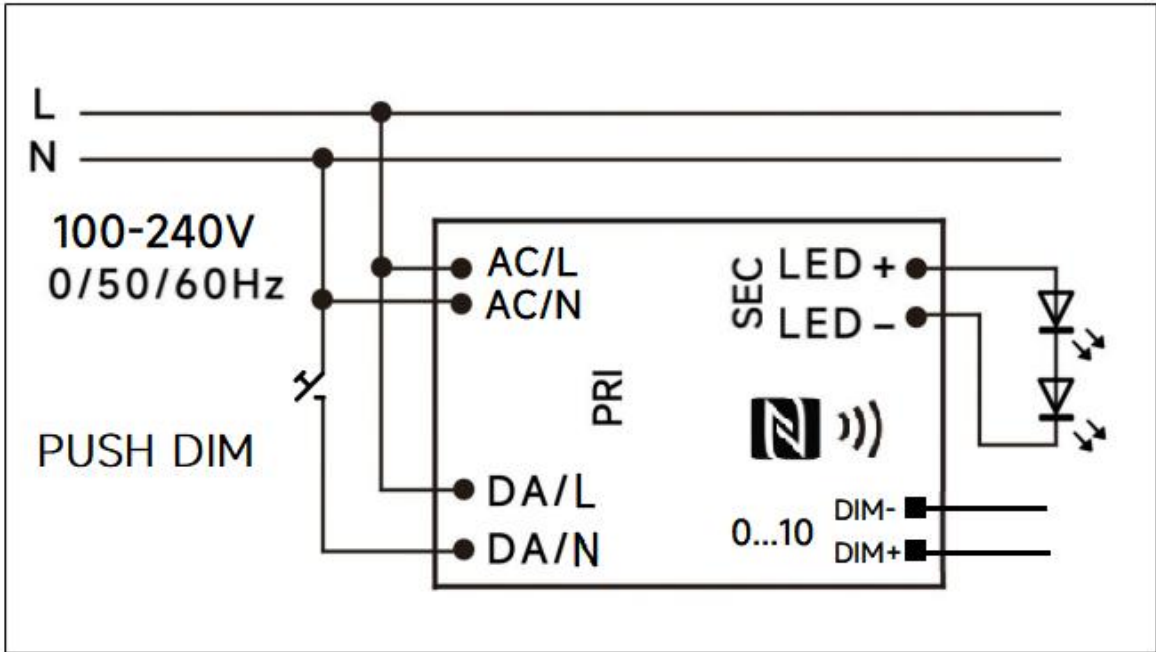 L
N
100-240V
0/50/60Hz
PUSH DIM
AC/L
AC/N
PRI
DA/L
DA/N
SEC
LED +
LED -
0...10
DIM-
DIM+